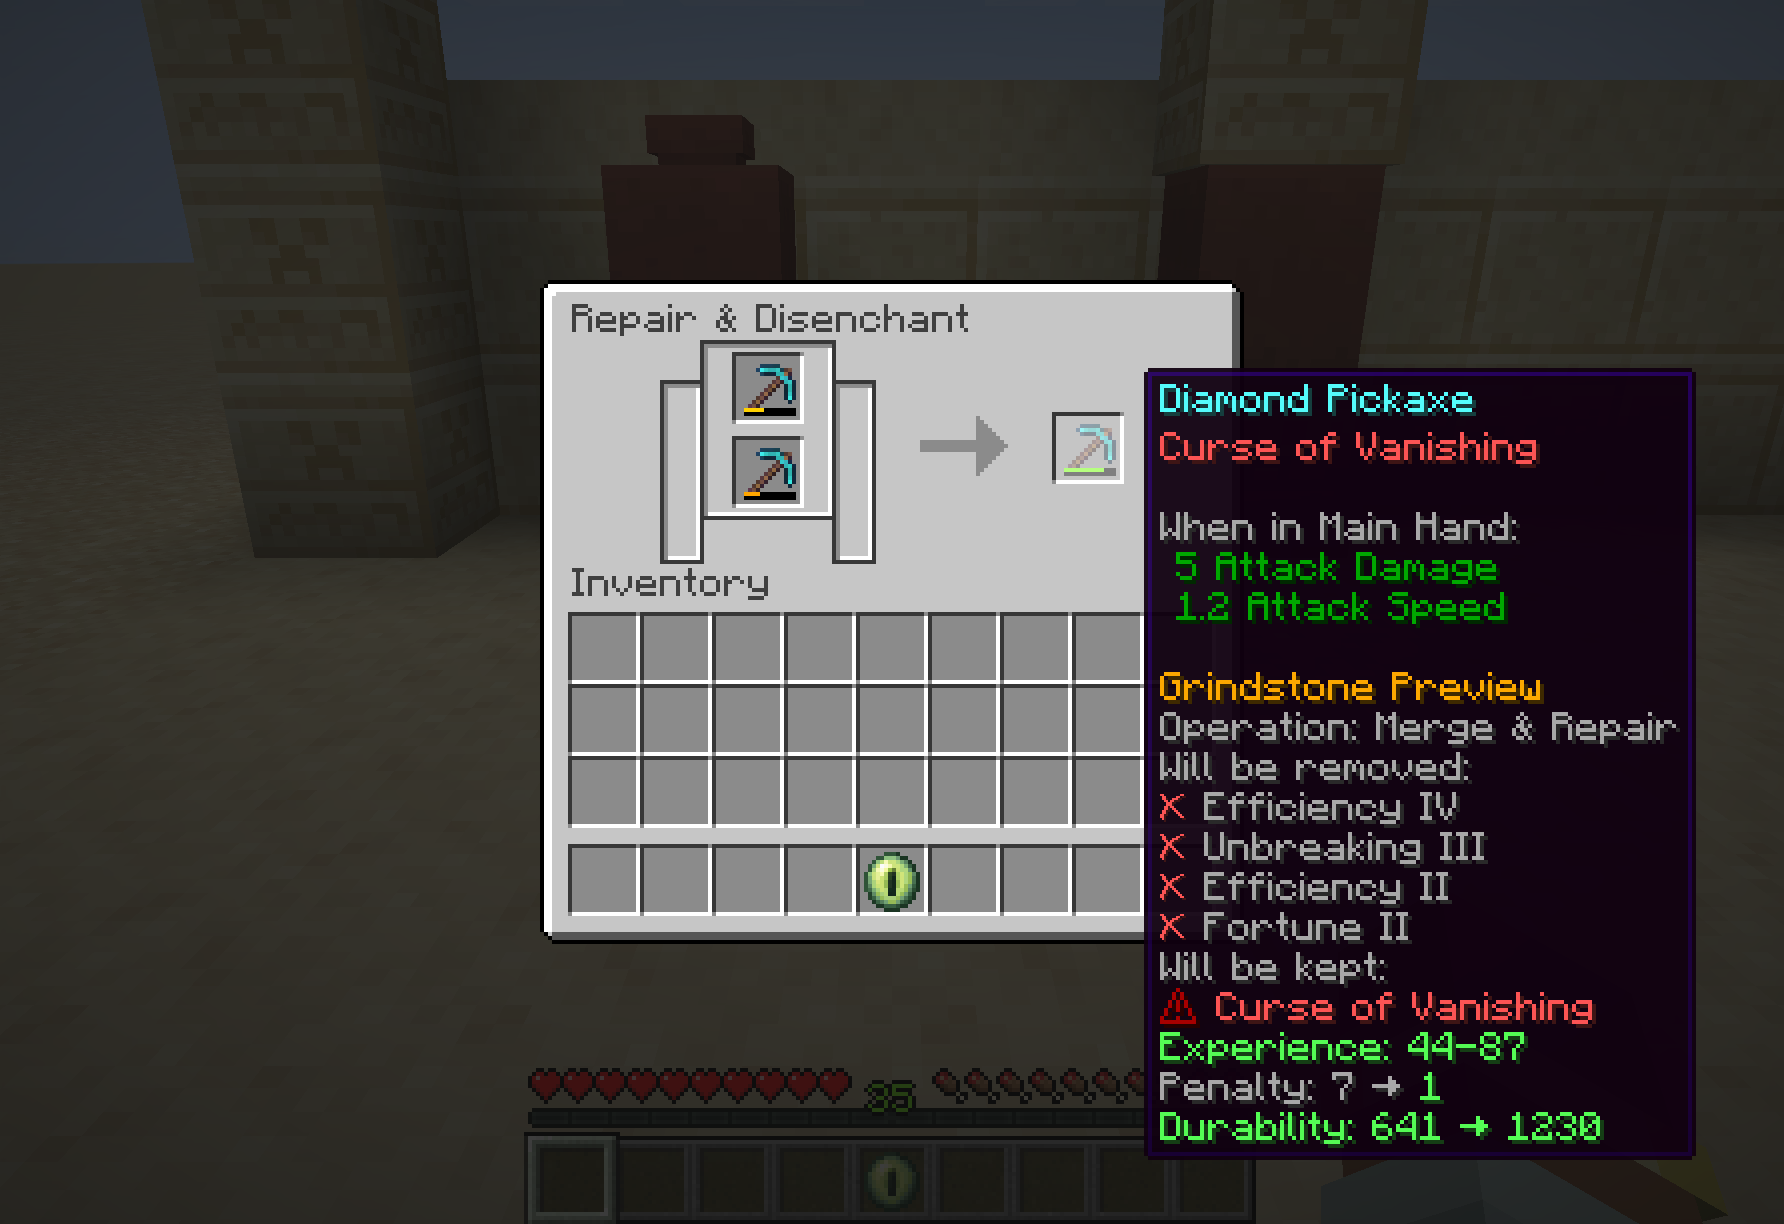 Repair & Disenchant
Inventory
Diamond Pickaxe
Curse of Vanishing
When in Main Hand:
5 Attack Damage
1.2 Attack Speed
Grindstone Preview
Operation: Merge & Repair
Will be removed:
✗ Efficiency IV
✗ Unbreaking III
✗ Efficiency II
✗ Fortune II
Will be kept:
⚠ Curse of Vanishing
Experience: 44-87
Penalty: 7 → 1
Durability: 641 → 1230
35